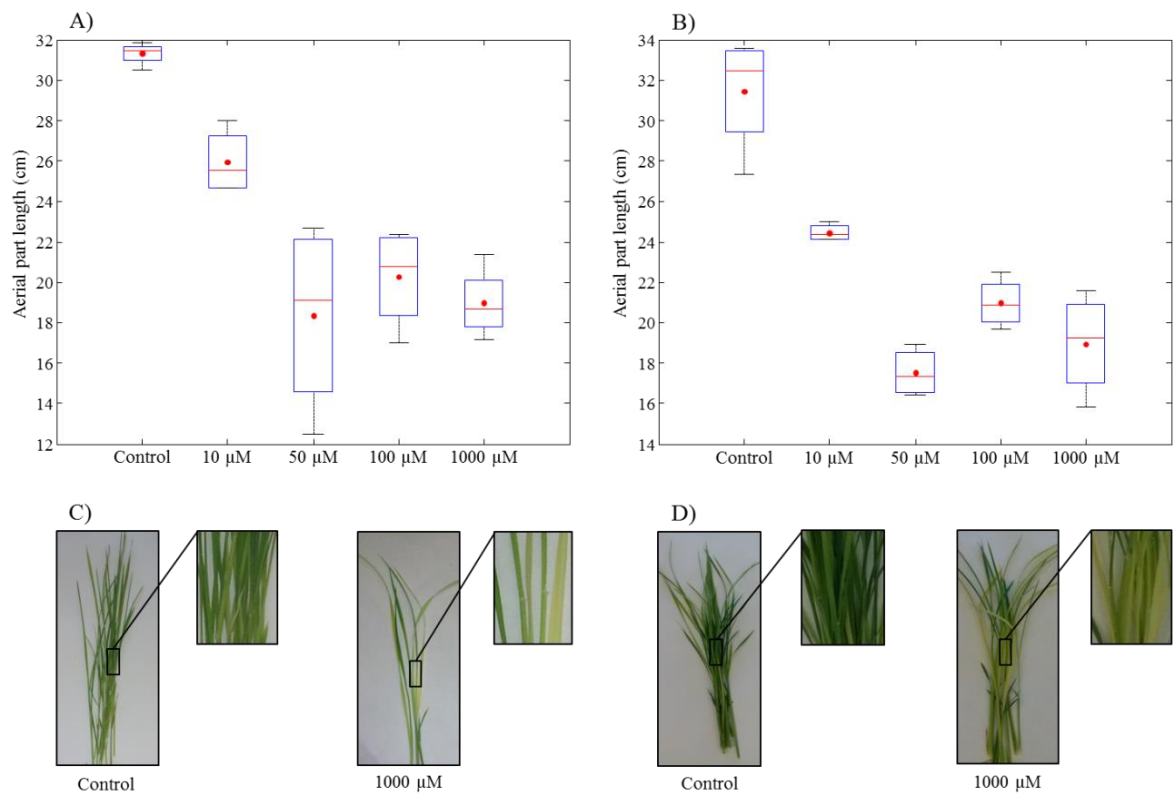 A)
B)
32
30
28
26
24
22
20
18
16
14
12
Aerial part length (cm)
Control 10 µM 50 µM 100 µM 1000 µM
34
32
30
28
26
24
22
20
18
16
14
Aerial part length (cm)
Control 10 µM 50 µM 100 µM 1000 µM
C)
D)
Control
1000 µM
Control
1000 µM